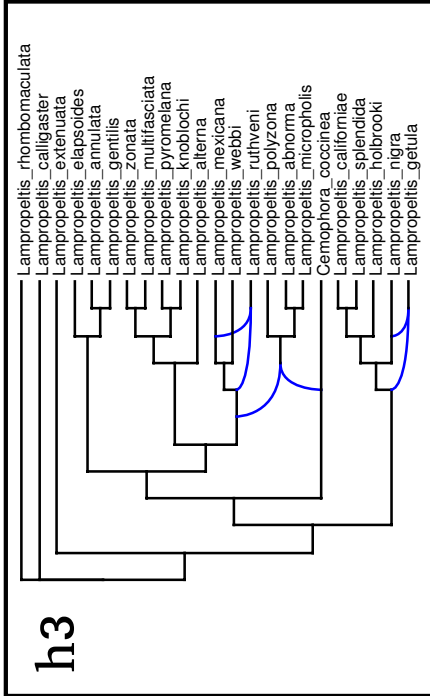 h3
Lampropeltis_rhombomaculata
Lampropeltis_calligaster
Lampropeltis_extenuata
Lampropeltis_elapsoides
Lampropeltis_annulata
Lampropeltis_gentilis
Lampropeltis_zonata
Lampropeltis_multifasciata
Lampropeltis_pyromelana
Lampropeltis_knoblochi
Lampropeltis_alterna
Lampropeltis_mexicana
Lampropeltis_webbi
Lampropeltis_ruthveni
Lampropeltis_polyzona
Lampropeltis_abnorma
Lampropeltis_micropholis
Cemophora_coccinea
Lampropeltis_californiae
Lampropeltis_splendida
Lampropeltis_holbrooki
Lampropeltis_nigra
Lampropeltis_getula